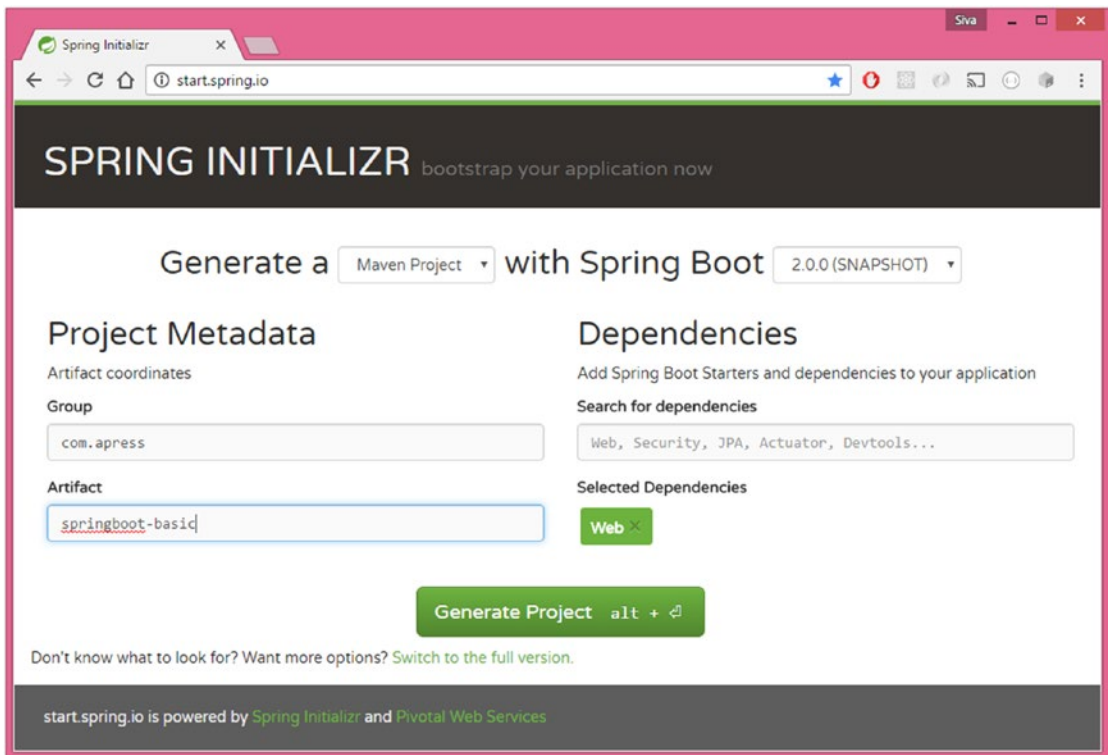 Siva
Spring Initializr
start.spring.io
SPRING INITIALIZR bootstrap your application now
Generate a Maven Project with Spring Boot 2.0.0 (SNAPSHOT)
Project Metadata
Artifact coordinates
Group
com.apress
Artifact
springboot-basic
Dependencies
Add Spring Boot Starters and dependencies to your application
Search for dependencies
Web, Security, JPA, Actuator, Devtools...
Selected Dependencies
Web ×
Generate Project alt + ⏎
Don't know what to look for? Want more options? Switch to the full version.
start.spring.io is powered by Spring Initializr and Pivotal Web Services